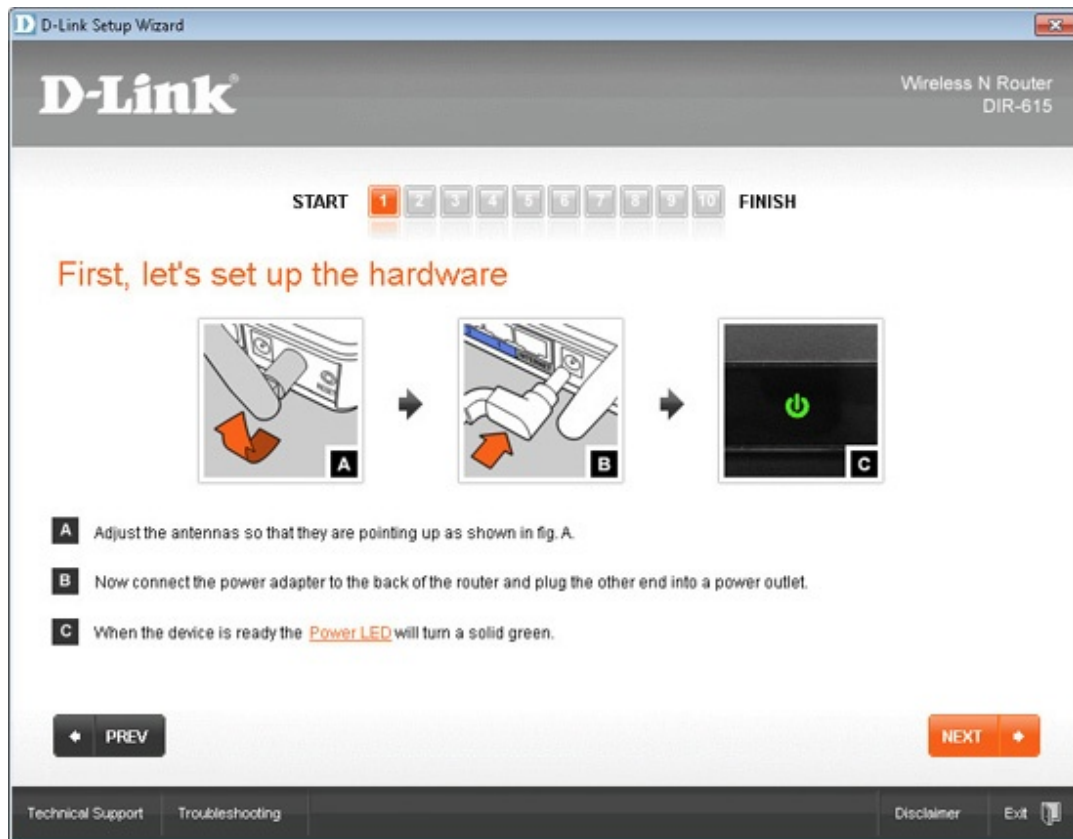 D-Link Setup Wizard
D-Link®
Wireless N Router
DIR-615
START 1 2 3 4 5 6 7 8 9 10 FINISH
First, let's set up the hardware
RESET
A
B
C
A Adjust the antennas so that they are pointing up as shown in fig. A.
B Now connect the power adapter to the back of the router and plug the other end into a power outlet.
C When the device is ready the Power LED will turn a solid green.
PREV
NEXT
Technical Support
Troubleshooting
Disclaimer
Exit